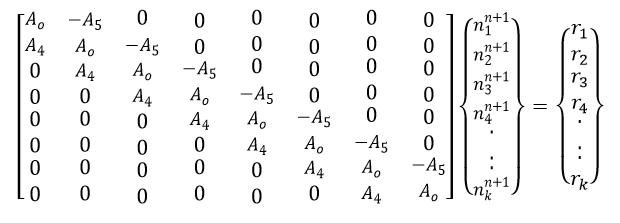 A_o −A_5 0 0 0 0 0 0 n_1^{n+1} r_1
A_4 A_o −A_5 0 0 0 0 0 n_2^{n+1} r_2
0 A_4 A_o −A_5 0 0 0 0 n_3^{n+1} r_3
0 0 A_4 A_o −A_5 0 0 0 n_4^{n+1} = r_4
0 0 0 A_4 A_o −A_5 0 0 . .
0 0 0 0 A_4 A_o −A_5 0 . .
0 0 0 0 0 A_4 A_o −A_5 . .
0 0 0 0 0 0 A_4 A_o n_k^{n+1} r_k